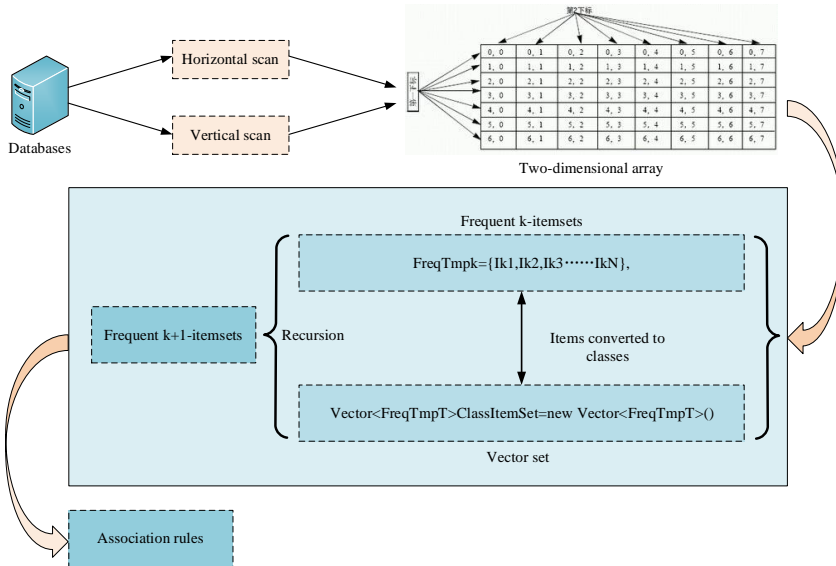 第2下标
Horizontal scan
Vertical scan
Databases
第一下标
0, 0 0, 1 0, 2 0, 3 0, 4 0, 5 0, 6 0, 7
1, 0 1, 1 1, 2 1, 3 1, 4 1, 5 1, 6 1, 7
2, 0 2, 1 2, 2 2, 3 2, 4 2, 5 2, 6 2, 7
3, 0 3, 1 3, 2 3, 3 3, 4 3, 5 3, 6 3, 7
4, 0 4, 1 4, 2 4, 3 4, 4 4, 5 4, 6 4, 7
5, 0 5, 1 5, 2 5, 3 5, 4 5, 5 5, 6 5, 7
6, 0 6, 1 6, 2 6, 3 6, 4 6, 5 6, 6 6, 7
Two-dimensional array
Frequent k-itemsets
FreqTmpk={Ik1,Ik2,Ik3……IkN},
Frequent k+1-itemsets
Recursion
Items converted to
classes
Vector<FreqTmpT>ClassItemSet=new Vector<FreqTmpT>()
Vector set
Association rules